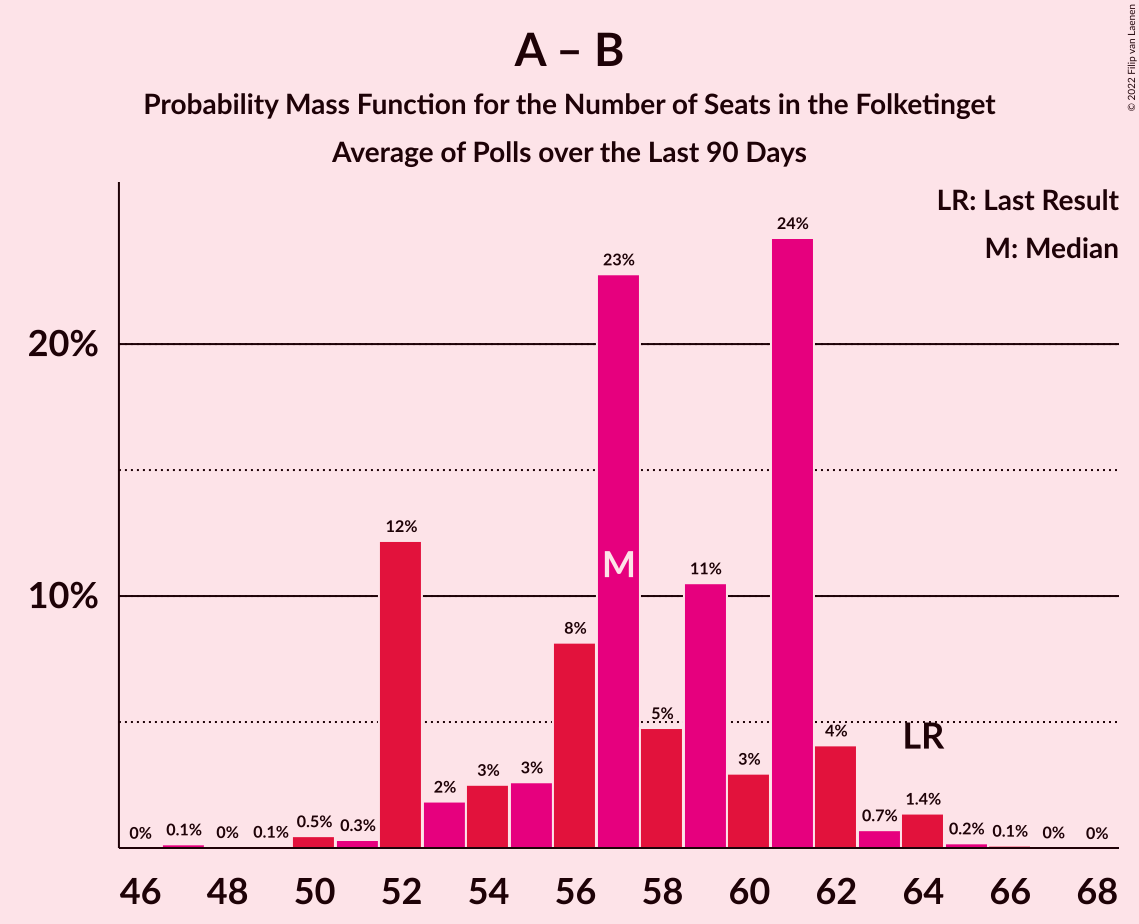 A – B
Probability Mass Function for the Number of Seats in the Folketinget
Average of Polls over the Last 90 Days
© 2022 Filip van Laenen
LR: Last Result
M: Median
20%
10%
0%
0.1%
0%
0.1%
0.5%
0.3%
12%
2%
3%
3%
8%
23%
5%
11%
3%
24%
4%
0.7%
1.4%
0.2%
0.1%
0%
0%
M
LR
46 48 50 52 54 56 58 60 62 64 66 68